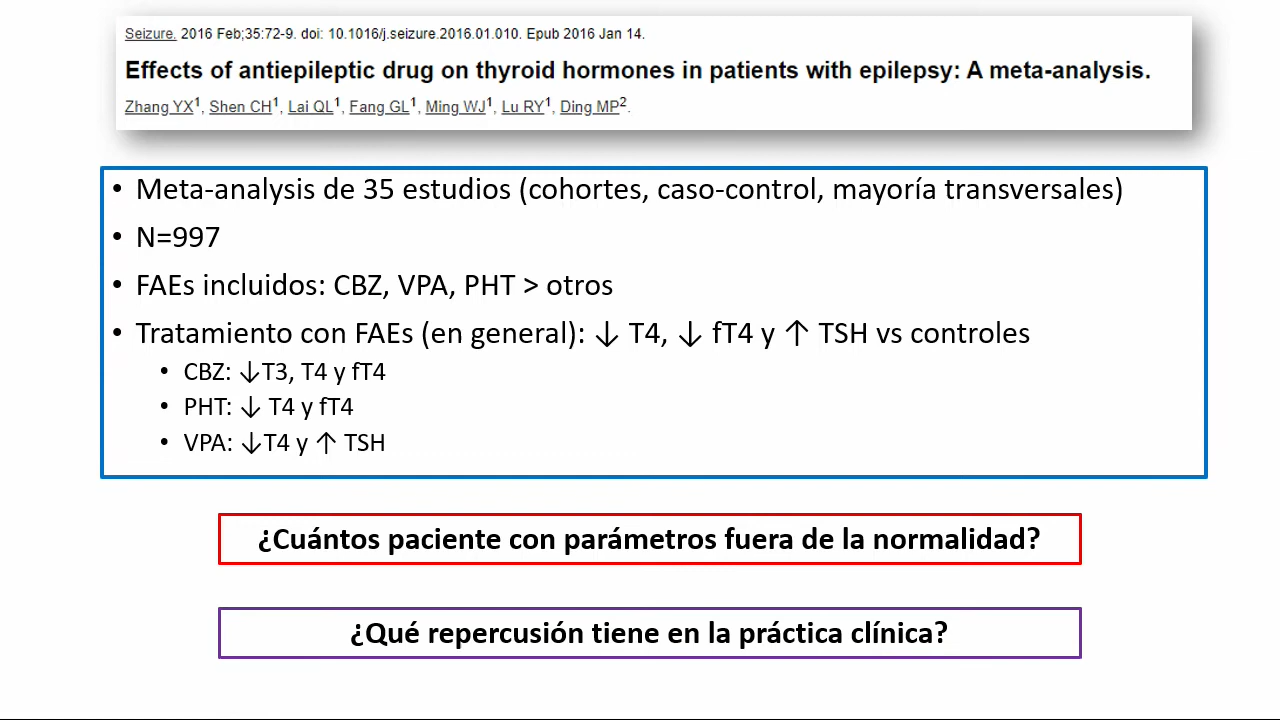 Seizure. 2016 Feb;35:72-9. doi: 10.1016/j.seizure.2016.01.010. Epub 2016 Jan 14.
Effects of antiepileptic drug on thyroid hormones in patients with epilepsy: A meta-analysis.
Zhang YX1, Shen CH1, Lai QL1, Fang GL1, Ming WJ1, Lu RY1, Ding MP2.
• Meta-analysis de 35 estudios (cohortes, caso-control, mayoría transversales)
• N=997
• FAEs incluidos: CBZ, VPA, PHT > otros
• Tratamiento con FAEs (en general): ↓ T4, ↓ fT4 y ↑ TSH vs controles
• CBZ: ↓T3, T4 y fT4
• PHT: ↓ T4 y fT4
• VPA: ↓T4 y ↑ TSH
¿Cuántos paciente con parámetros fuera de la normalidad?
¿Qué repercusión tiene en la práctica clínica?